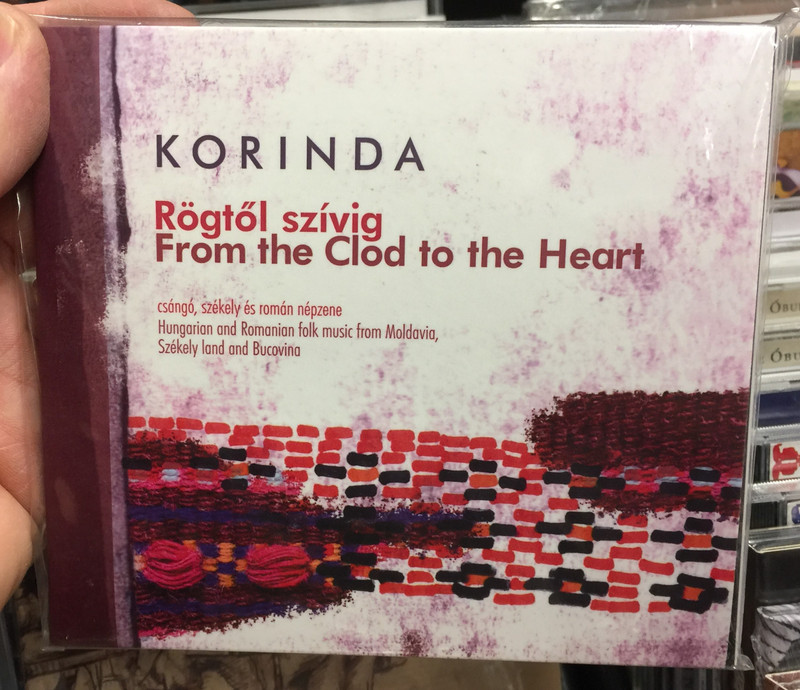 KORINDA
Rögtől szívig
From the Clod to the Heart
csángó, székely és román népzene
Hungarian and Romanian folk music from Moldavia,
Székely land and Bucovina